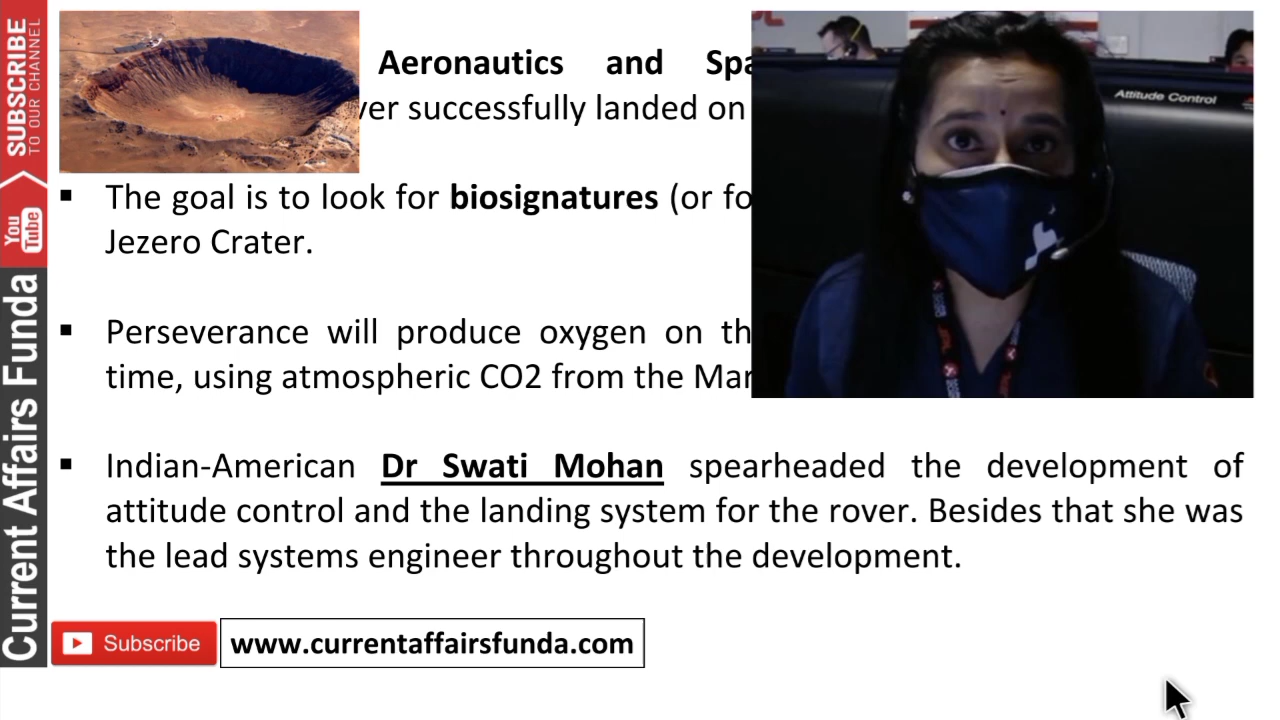 SUBSCRIBE
TO OUR CHANNEL
You
Tube
Current Affairs Funda
Aeronautics and Spa
ver successfully landed on
▪ The goal is to look for biosignatures (or fo
Jezero Crater.
▪ Perseverance will produce oxygen on th
time, using atmospheric CO2 from the Mar
▪ Indian-American Dr Swati Mohan spearheaded the development of
attitude control and the landing system for the rover. Besides that she was
the lead systems engineer throughout the development.
Attitude Control
Subscribe
www.currentaffairsfunda.com